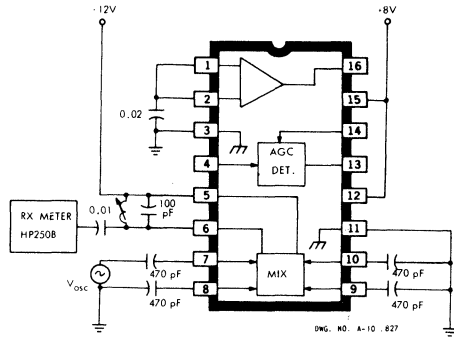 +12V
+8V
1
16
2
15
0.02
3
14
4
AGC
DET.
13
5
12
RX METER
HP250B
0.01
100
pF
6
11
7
MIX
10
470 pF
470 pF
Vosc
8
9
470 pF
470 pF
DWG. NO. A-10 .827